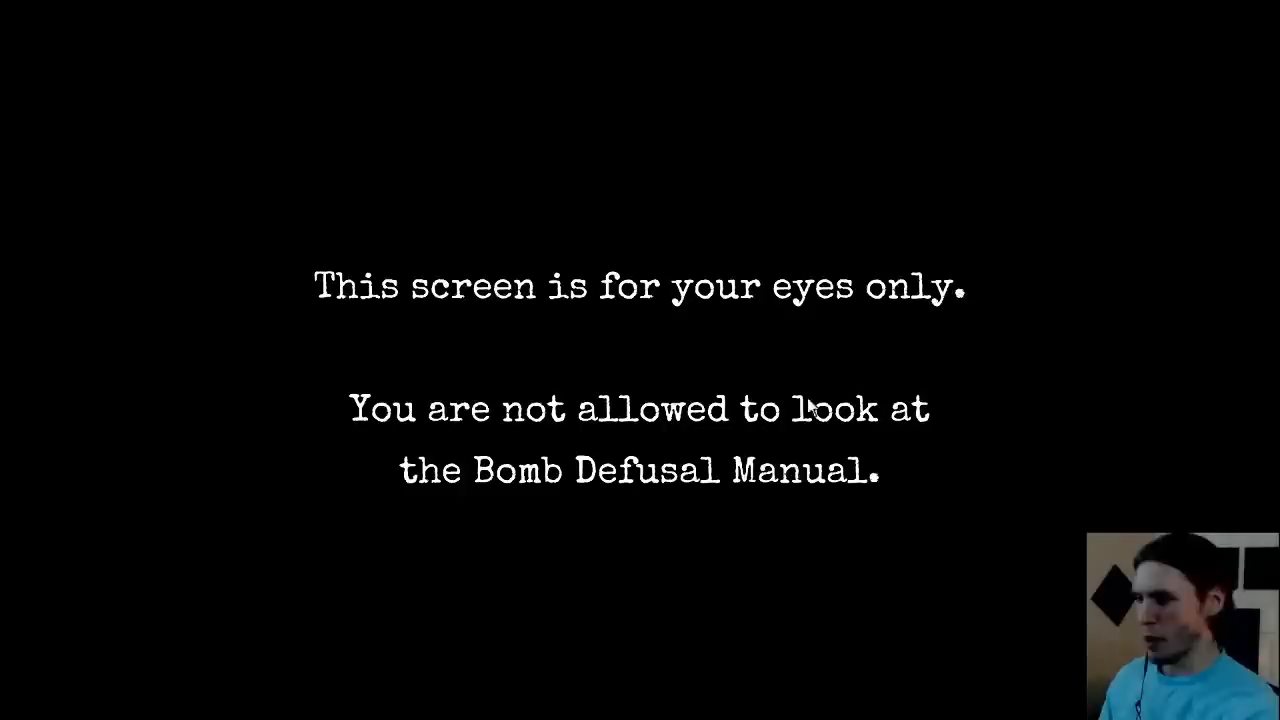 This screen is for your eyes only.
You are not allowed to look at
the Bomb Defusal Manual.